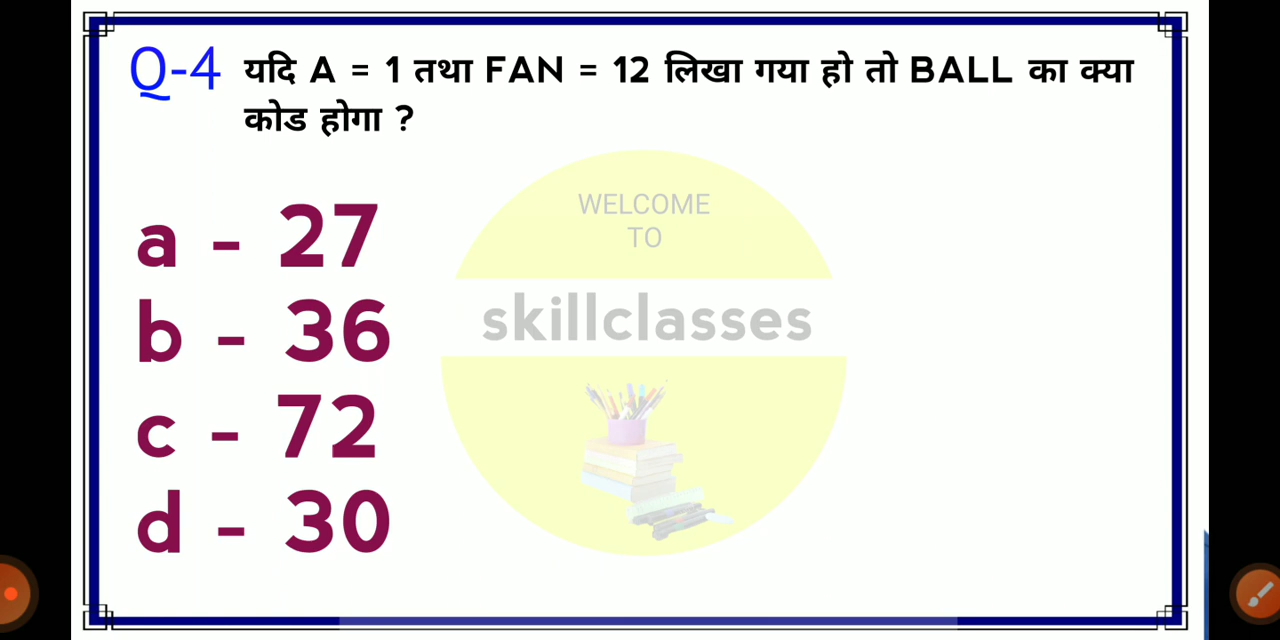 Q-4 यदि A = 1 तथा FAN = 12 लिखा गया हो तो BALL का क्या
कोड होगा ?
WELCOME
TO
skillclasses
a - 27
b - 36
c - 72
d - 30